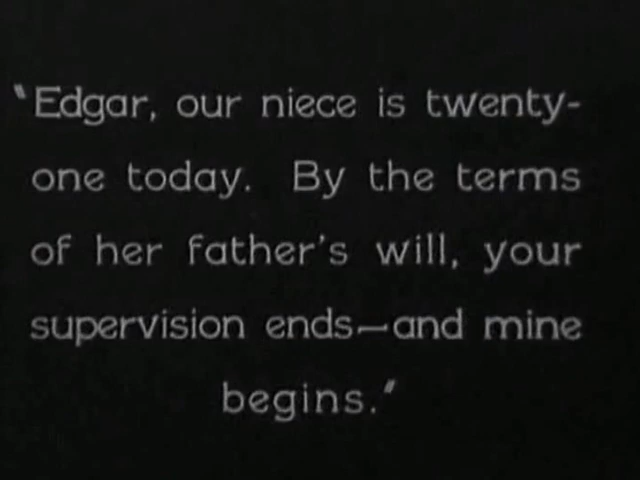 "Edgar, our niece is twenty-
one today. By the terms
of her father's will, your
supervision ends—and mine
begins."